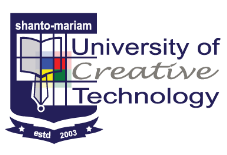 shanto-mariam
University of
Creative
Technology
estd 2003